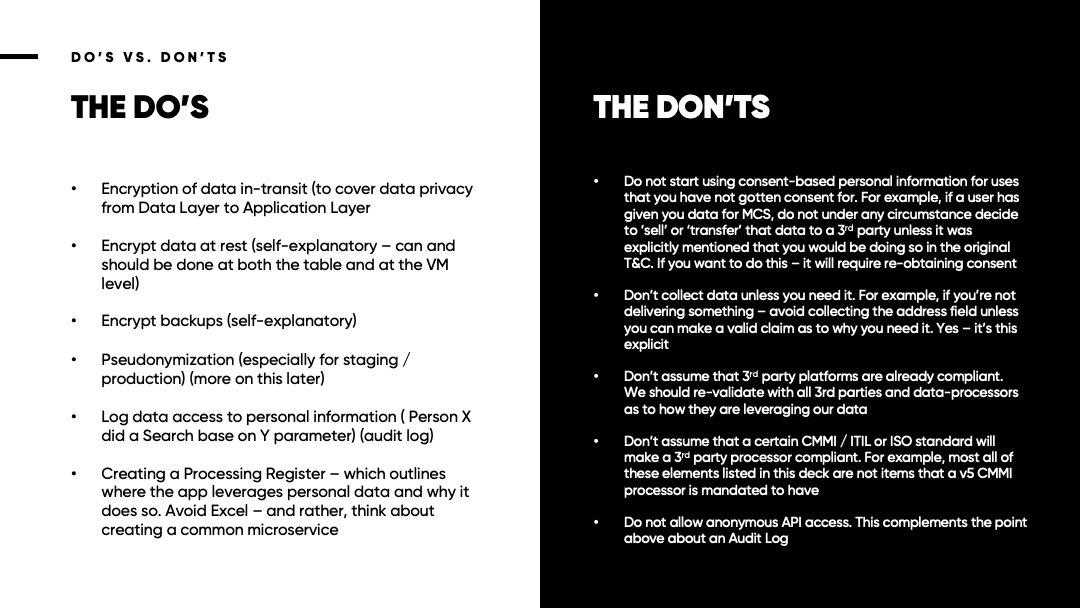 DO’S VS. DON’TS
THE DO’S
• Encryption of data in-transit (to cover data privacy
from Data Layer to Application Layer
• Encrypt data at rest (self-explanatory – can and
should be done at both the table and at the VM
level)
• Encrypt backups (self-explanatory)
• Pseudonymization (especially for staging /
production) (more on this later)
• Log data access to personal information ( Person X
did a Search base on Y parameter) (audit log)
• Creating a Processing Register – which outlines
where the app leverages personal data and why it
does so. Avoid Excel – and rather, think about
creating a common microservice
THE DON’TS
• Do not start using consent-based personal information for uses
that you have not gotten consent for. For example, if a user has
given you data for MCS, do not under any circumstance decide
to ‘sell’ or ‘transfer’ that data to a 3rd party unless it was
explicitly mentioned that you would be doing so in the original
T&C. If you want to do this – it will require re-obtaining consent
• Don’t collect data unless you need it. For example, if you’re not
delivering something – avoid collecting the address field unless
you can make a valid claim as to why you need it. Yes – it’s this
explicit
• Don’t assume that 3rd party platforms are already compliant.
We should re-validate with all 3rd parties and data-processors
as to how they are leveraging our data
• Don’t assume that a certain CMMI / ITIL or ISO standard will
make a 3rd party processor compliant. For example, most all of
these elements listed in this deck are not items that a v5 CMMI
processor is mandated to have
• Do not allow anonymous API access. This complements the point
above about an Audit Log